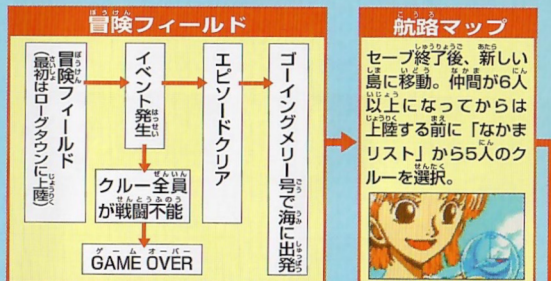 冒険フィールド
冒険フィールド
(最初はローグタウンに上陸)
イベント発生
エピソードクリア
ゴーイングメリー号で海に出発
クルー全員
が戦闘不能
GAME OVER
航路マップ
セーブ終了後、新しい
島に移動。仲間が6人
以上になってからは
上陸する前に「なかま
リスト」から5人のク
ルーを選択。